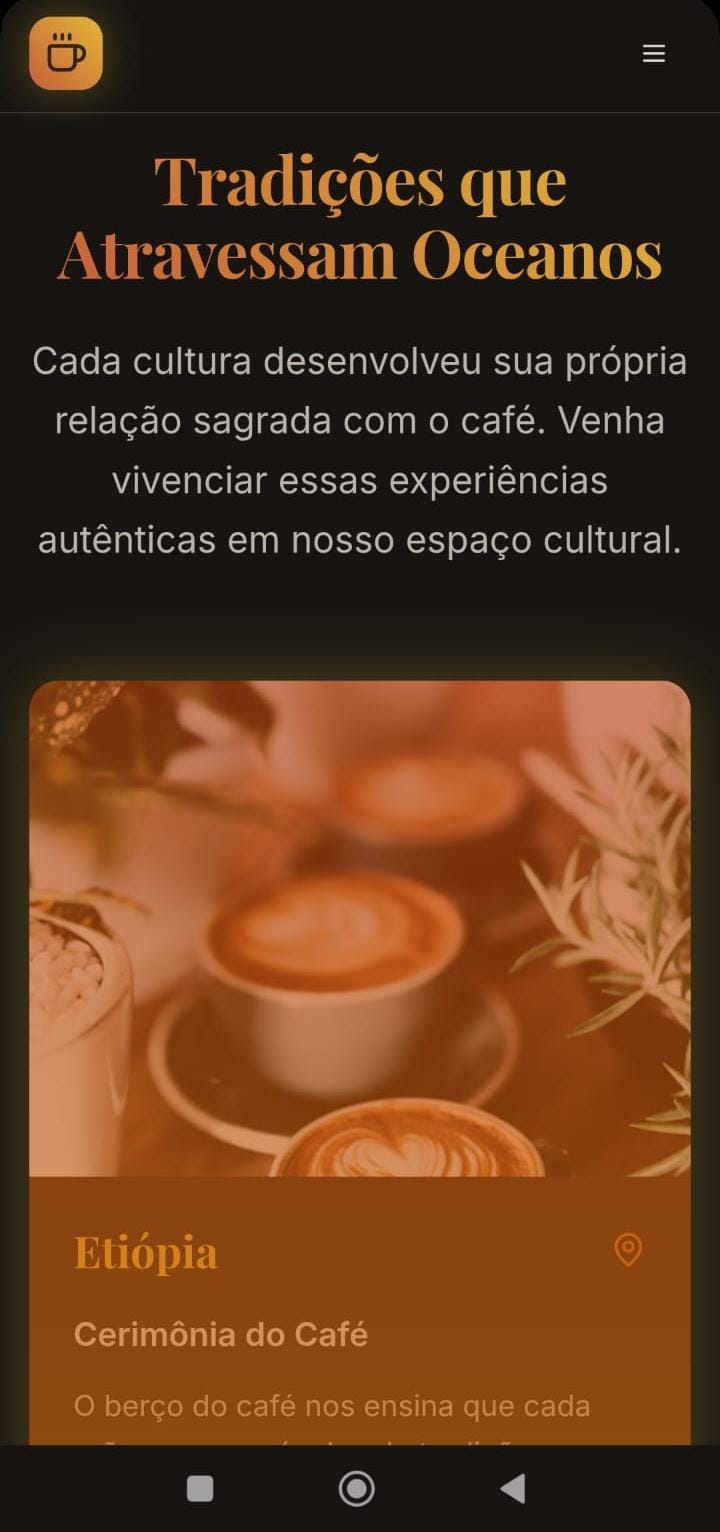 Tradições que
Atravessam Oceanos
Cada cultura desenvolveu sua própria
relação sagrada com o café. Venha
vivenciar essas experiências
autênticas em nosso espaço cultural.
Etiópia
Cerimônia do Café
O berço do café nos ensina que cada